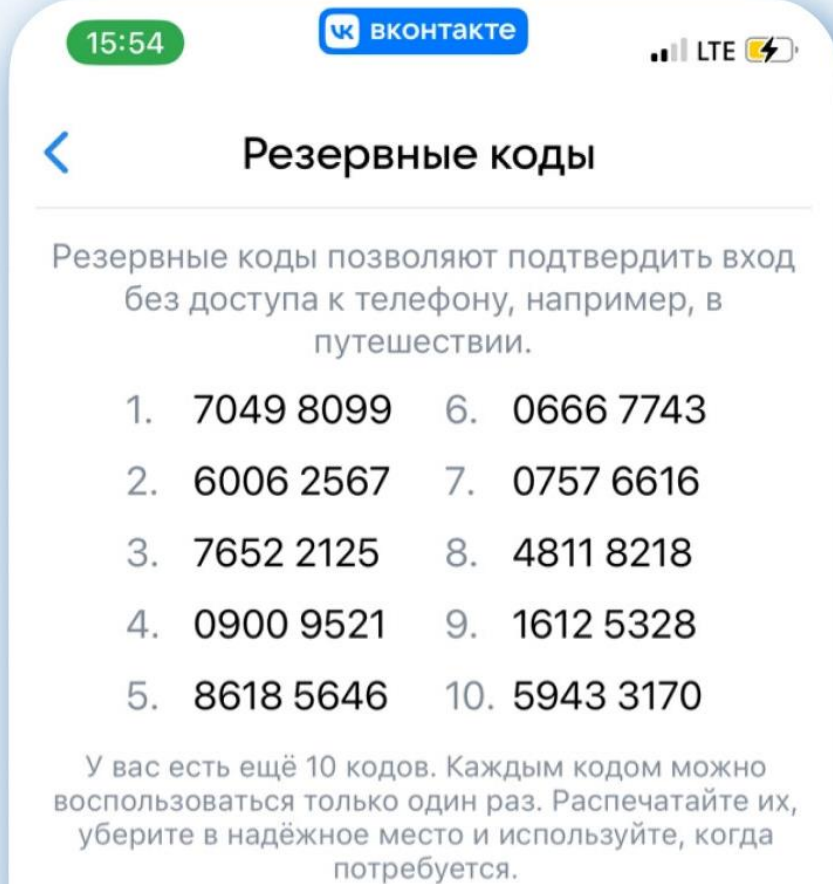 15:54
VK ВКОНТАКТЕ
LTE
Резервные коды
Резервные коды позволяют подтвердить вход
без доступа к телефону, например, в
путешествии.
1. 7049 8099 6. 0666 7743
2. 6006 2567 7. 0757 6616
3. 7652 2125 8. 4811 8218
4. 0900 9521 9. 1612 5328
5. 8618 5646 10. 5943 3170
У вас есть ещё 10 кодов. Каждым кодом можно
воспользоваться только один раз. Распечатайте их,
уберите в надёжное место и используйте, когда
потребуется.